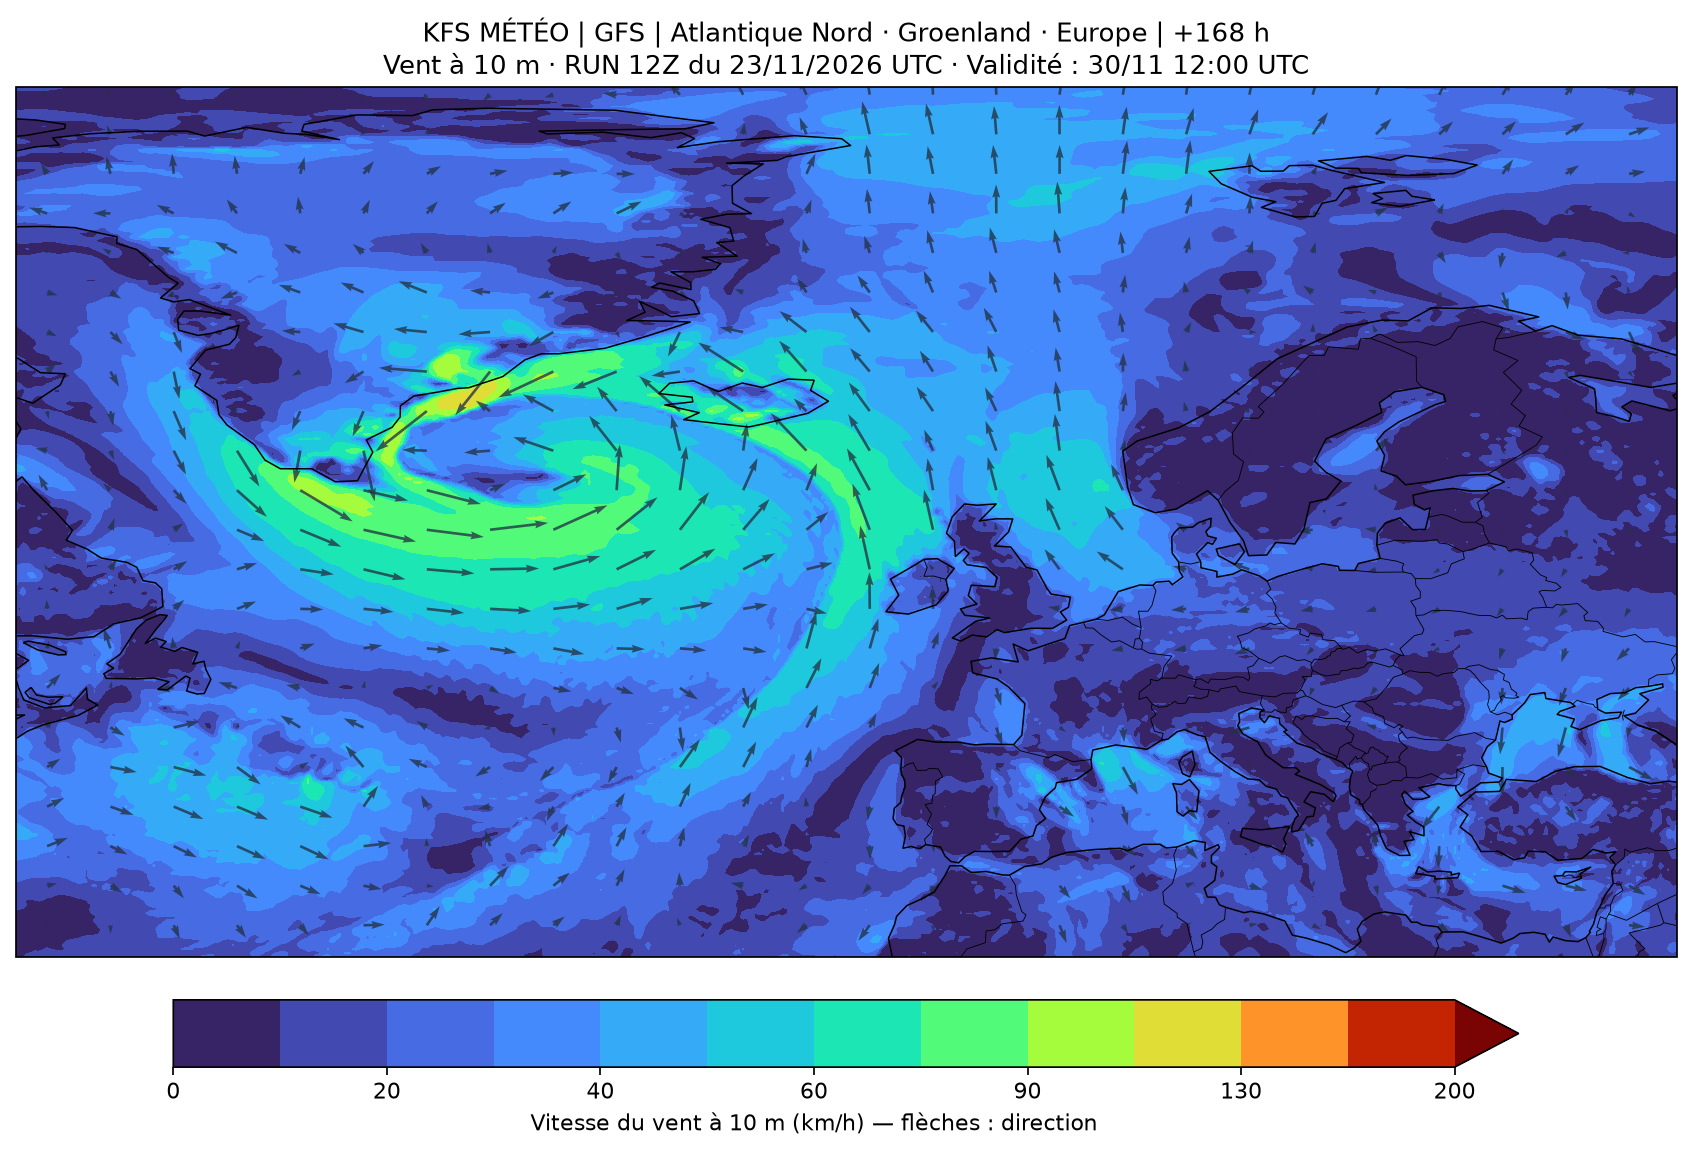 KFS MÉTÉO | GFS | Atlantique Nord · Groenland · Europe | +168 h
Vent à 10 m · RUN 12Z du 23/11/2026 UTC · Validité : 30/11 12:00 UTC
0 20 40 60 90 130 200
Vitesse du vent à 10 m (km/h) — flèches : direction